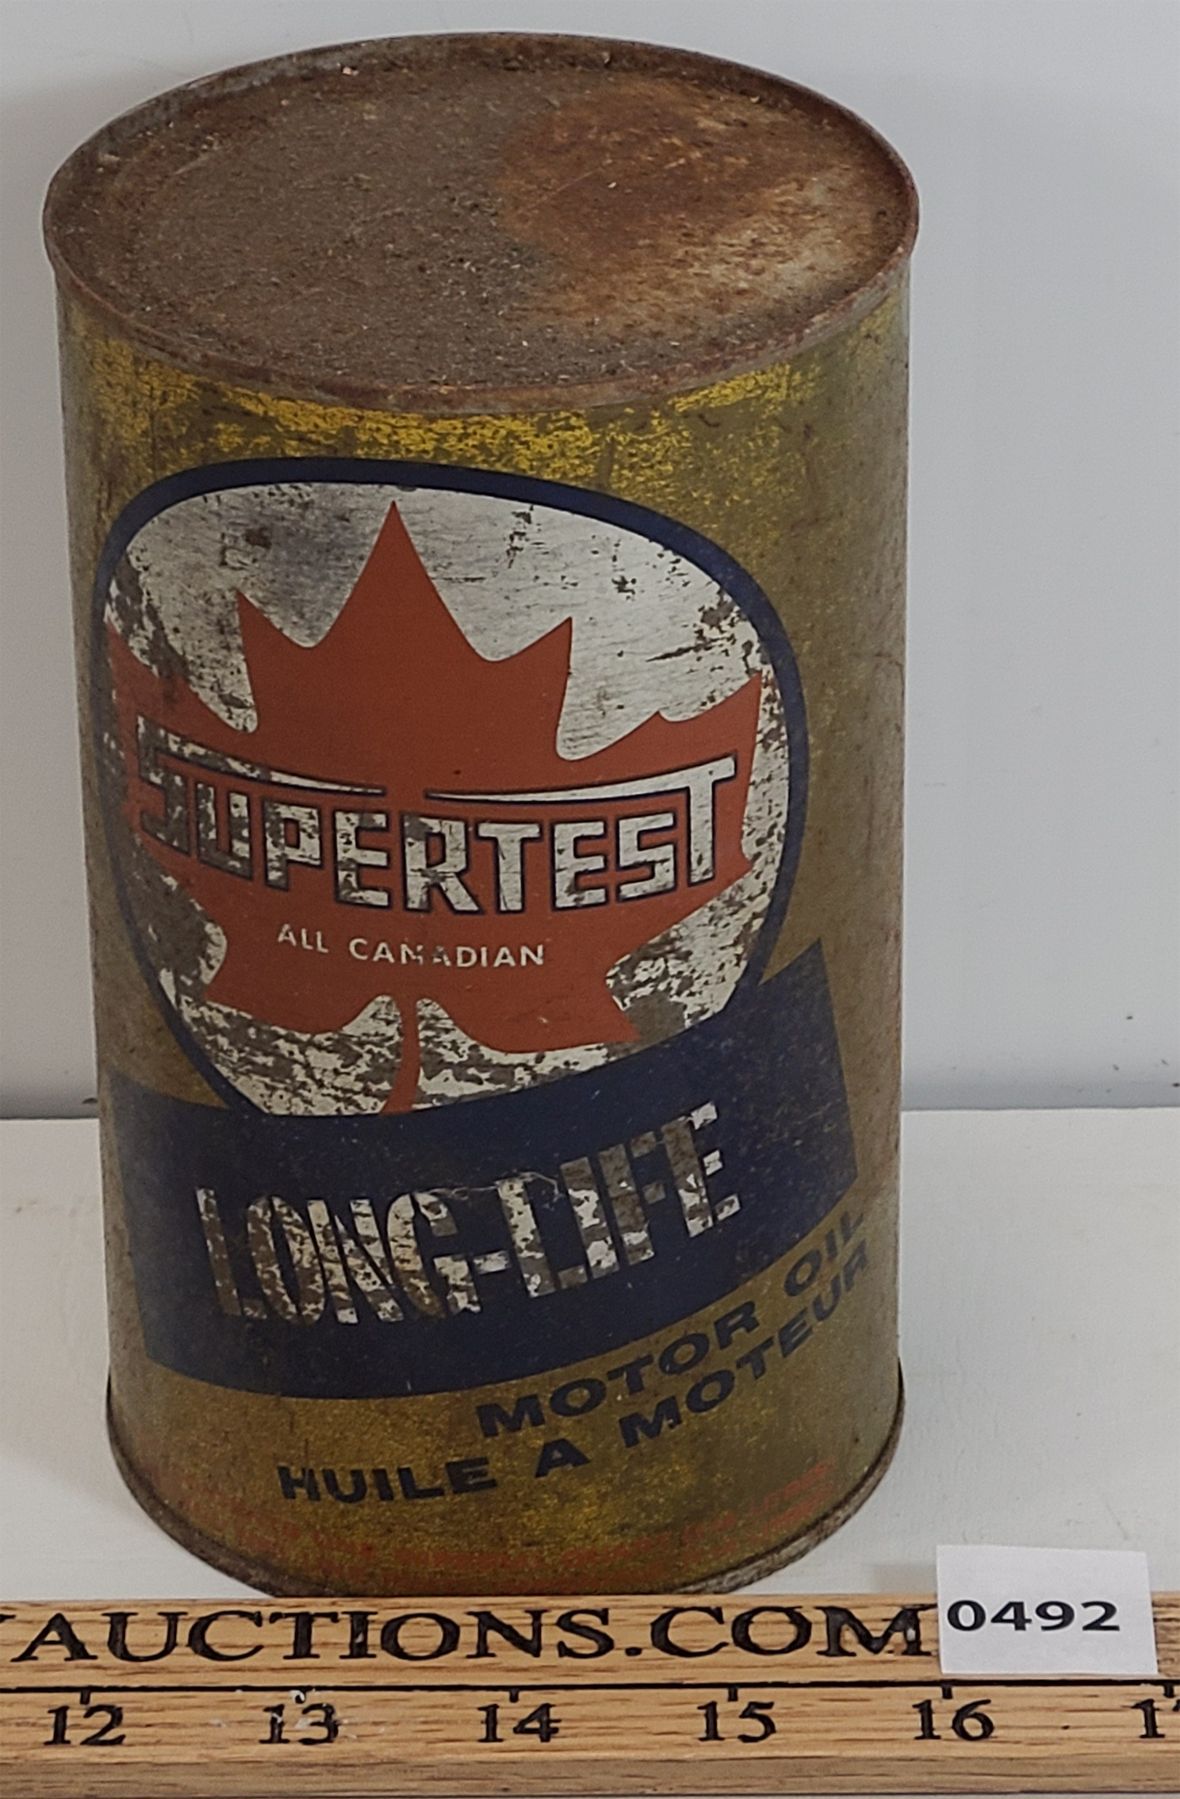 SUPERTEST
ALL CANADIAN
LONG-LIFE
MOTOR OIL
HUILE A MOTEUR
AUCTIONS.COM
0492
12 13 14 15 16